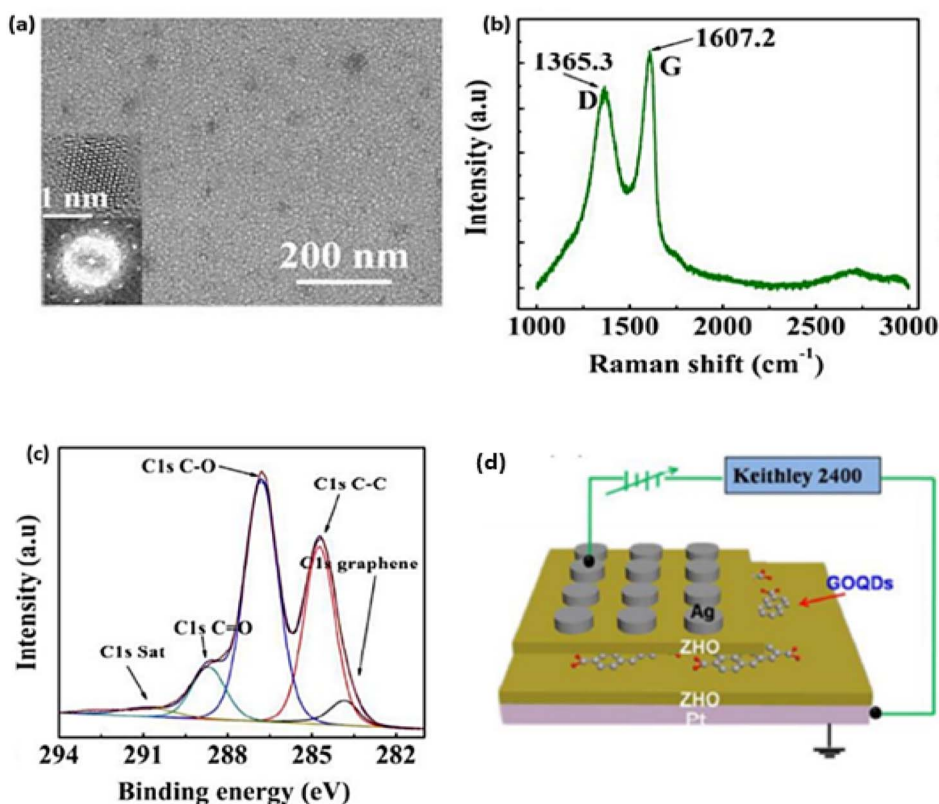 (a)
1 nm
200 nm
(b)
1365.3
1607.2
D
G
Intensity (a.u)
1000 1500 2000 2500 3000
Raman shift (cm⁻¹)
(c)
C1s C-O
C1s C-C
C1s graphene
C1s C=O
C1s Sat
Intensity (a.u)
294 291 288 285 282
Binding energy (eV)
(d)
Keithley 2400
GOQDs
Ag
ZHO
ZHO
Pt